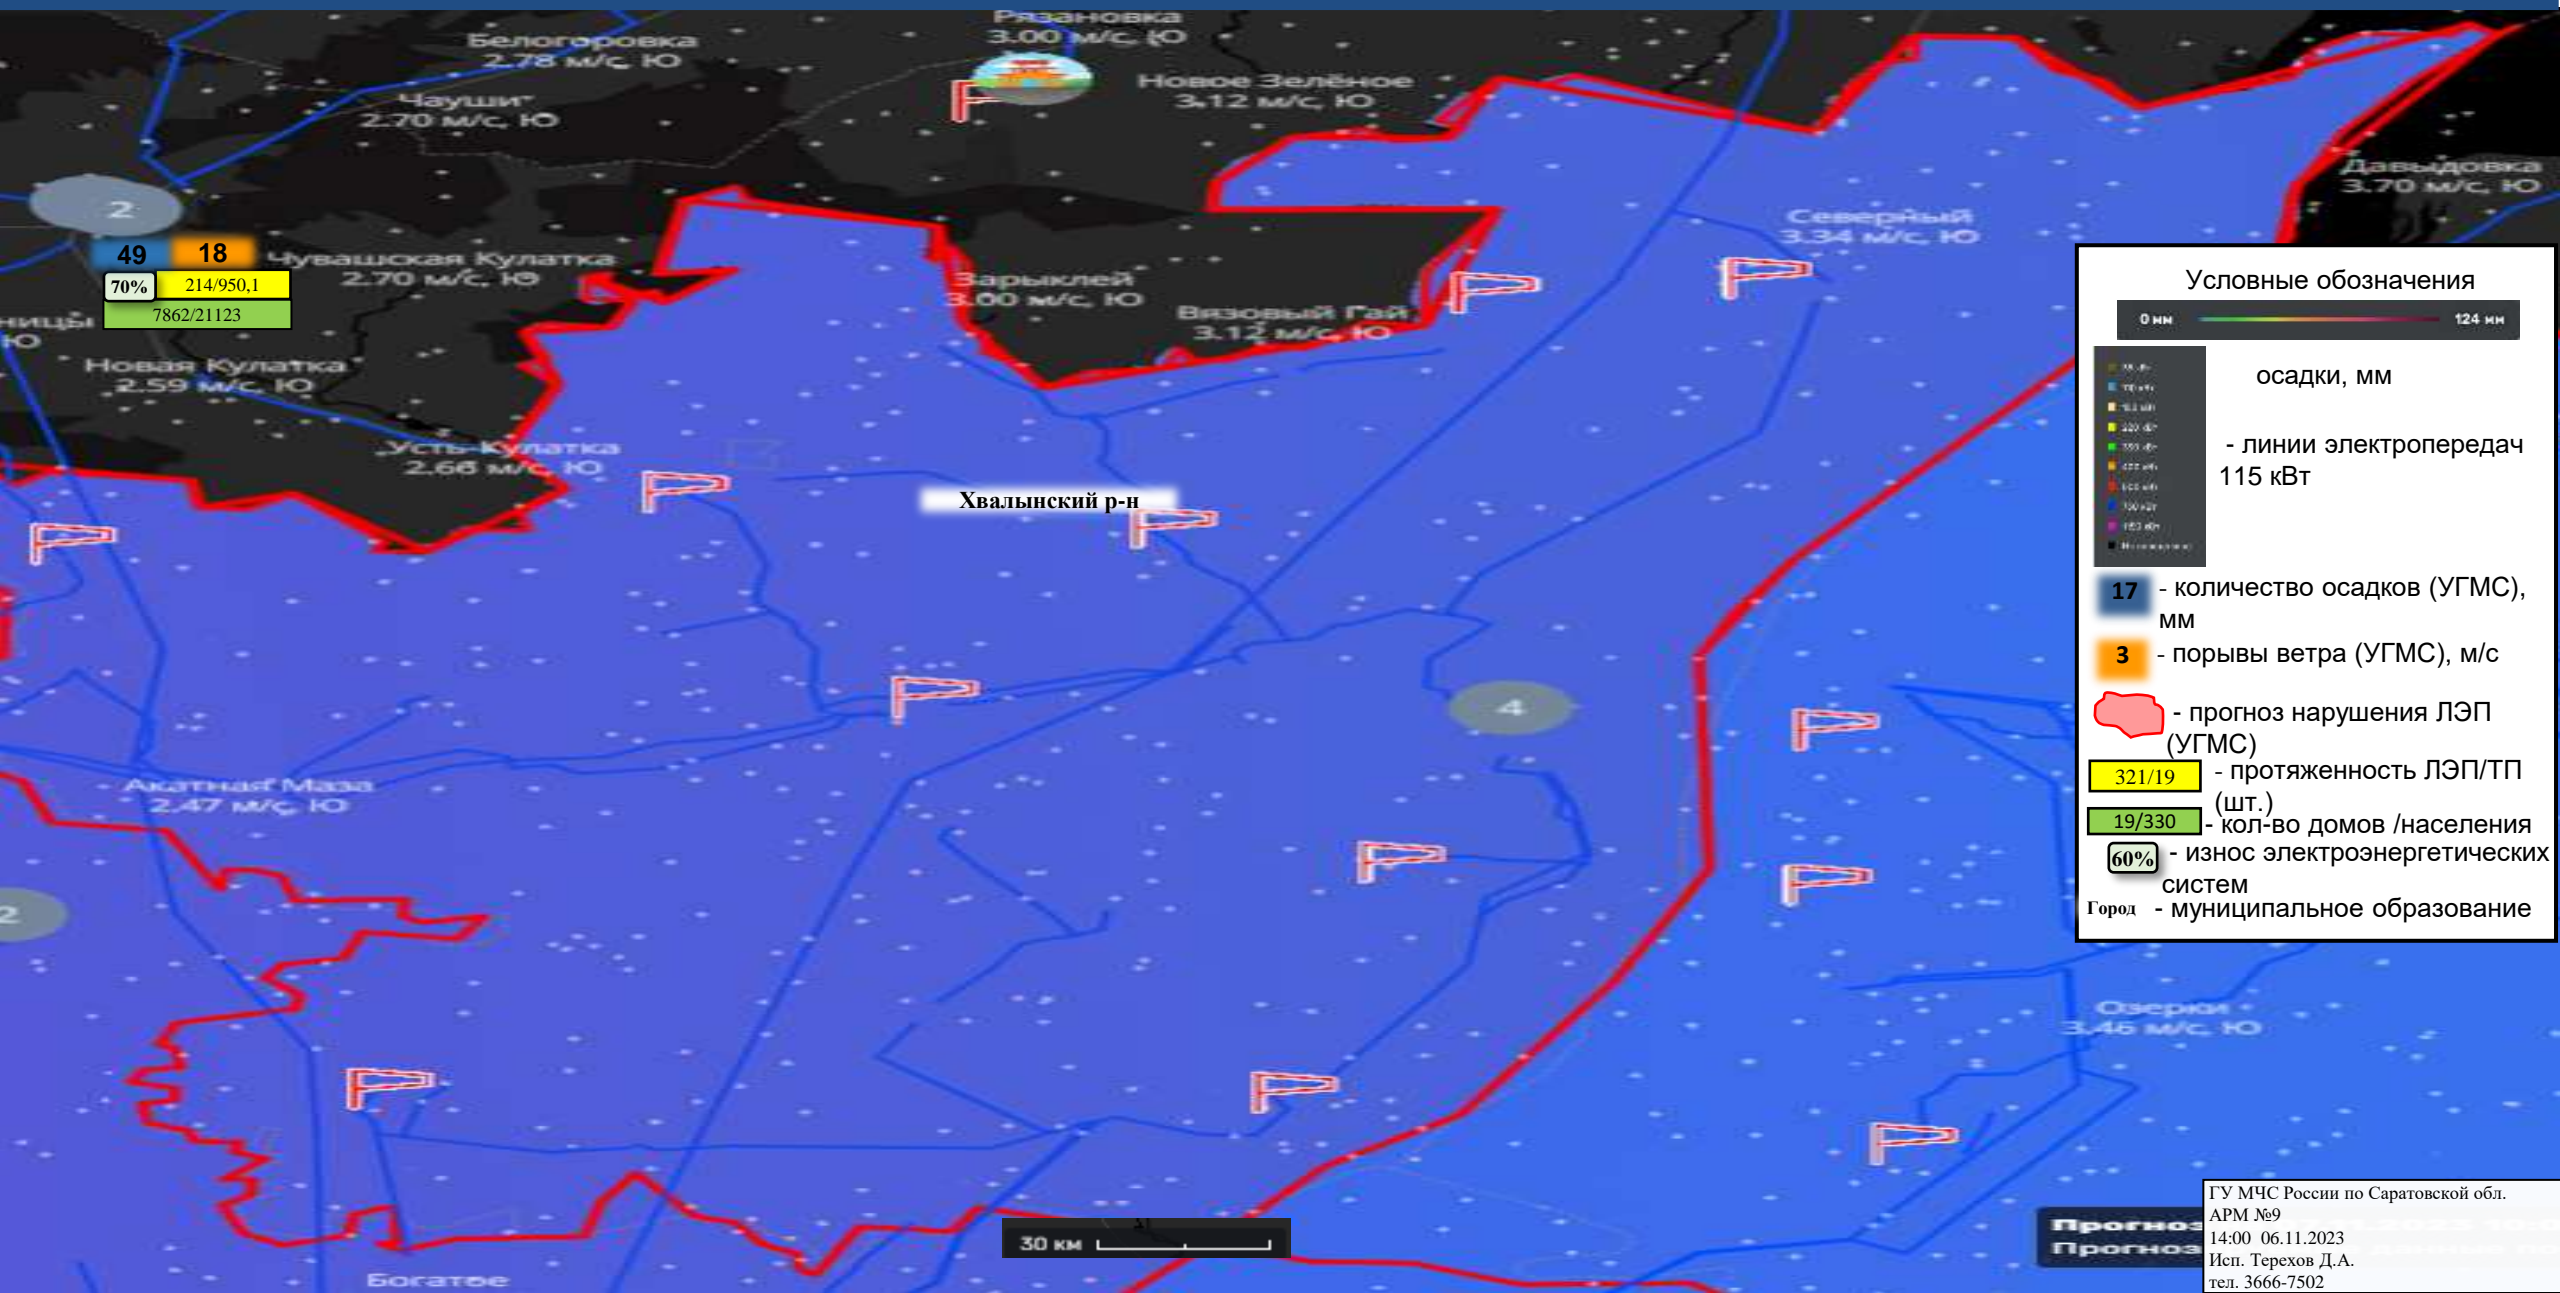 Рязановка
3.00 м/с, Ю
Белогоровка
2.78 м/с, Ю
Новое Зелёное
3.12 м/с, Ю
Чауши
2.70 м/с, Ю
Давыдовка
3.70 м/с, Ю
2
Северный
3.34 м/с, Ю
49
18
Чувашская Кулатка
2.70 м/с, Ю
70%
214/950,1
7862/21123
Зарыклей
3.00 м/с, Ю
Вязовый Гай
3.12 м/с, Ю
ницы
Ю
Новая Кулатка
2.59 м/с, Ю
Усть-Кулатка
2.66 м/с, Ю
Хвалынский р-н
4
Акатная Маза
2.47 м/с, Ю
2
Озерки
3.46 м/с, Ю
Богатое
30 км
Условные обозначения
0 мм
124 мм
осадки, мм
- линии электропередач
115 кВт
17 - количество осадков (УГМС),
мм
3 - порывы ветра (УГМС), м/с
- прогноз нарушения ЛЭП
(УГМС)
321/19 - протяженность ЛЭП/ТП
(шт.)
19/330 - кол-во домов /населения
60% - износ электроэнергетических
систем
Город - муниципальное образование
Прогноз
Прогноз
ГУ МЧС России по Саратовской обл.
АРМ №9
14:00 06.11.2023
Исп. Терехов Д.А.
тел. 3666-7502